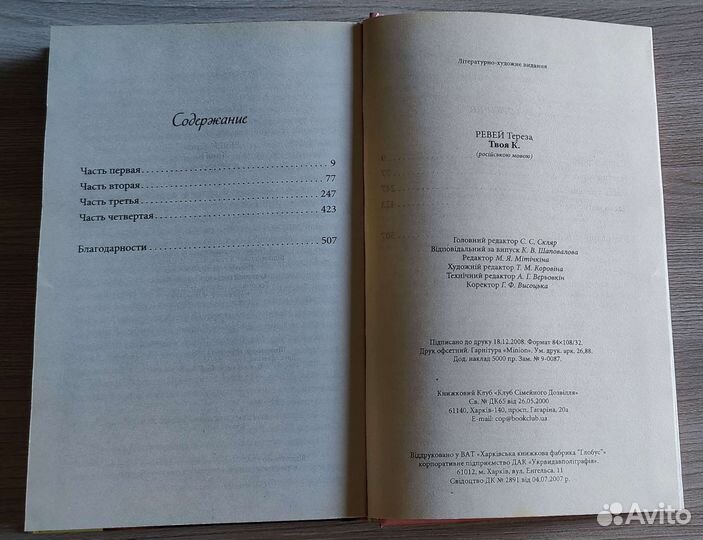 Содержание
Часть первая 9
Часть вторая 77
Часть третья 247
Часть четвертая 423
Благодарности 507
Літературно-художнє видання
РЕВЕЙ Тереза
Твоя К.
(російською мовою)
Головний редактор С. С. Скляр
Відповідальний за випуск К. В. Шаповалова
Редактор М. Я. Мітічкіна
Художній редактор Т. М. Коровіна
Технічний редактор А. Г. Верьовкін
Коректор Г. Ф. Висоцька
Підписано до друку 18.12.2008. Формат 84×108/32.
Друк офсетний. Гарнітура «Minion». Ум. друк. арк. 26,88.
Дод. наклад 5000 пр. Зам. № 9-0087.
Книжковий Клуб «Клуб Сімейного Дозвілля»
Св. № ДК65 від 26.05.2000
61140, Харків-140, просп. Гагаріна, 20а
E-mail: cop@bookclub.ua
Віддруковано у ВАТ «Харківська книжкова фабрика "Глобус"»
корпоративне підприємство ДАК «Укрвидавполіграфія».
61012, м. Харків, вул. Енгельса, 11
Свідоцтво ДК № 2891 від 04.07.2007 р.
Avito